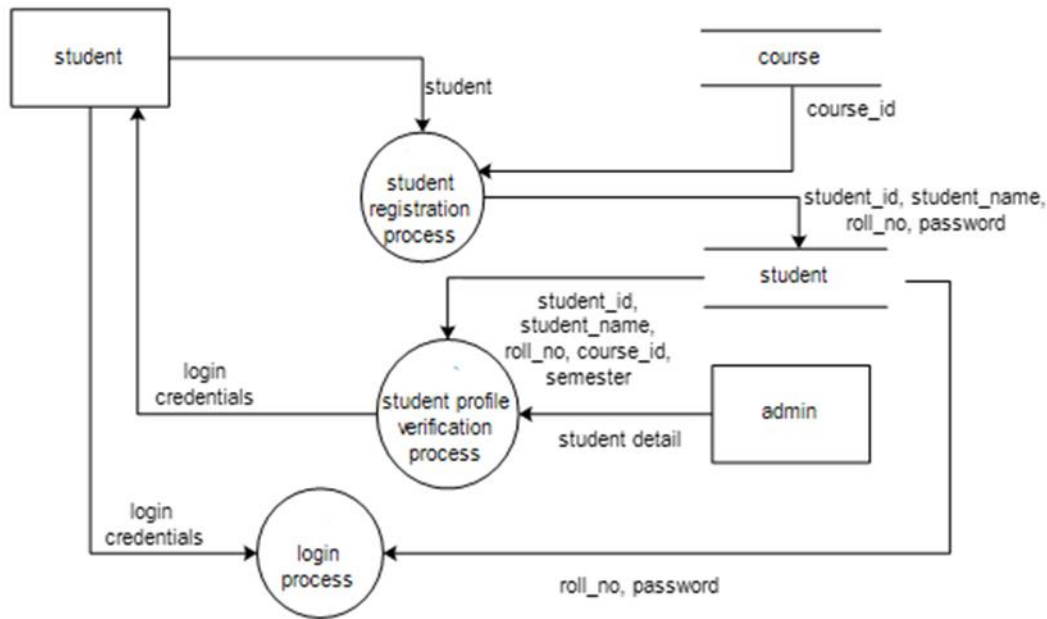 student
course
student
course_id
student
registration
process
student_id, student_name,
roll_no, password
student
student_id,
student_name,
roll_no, course_id,
semester
login
credentials
student profile
verification
process
admin
student detail
login
credentials
login
process
roll_no, password